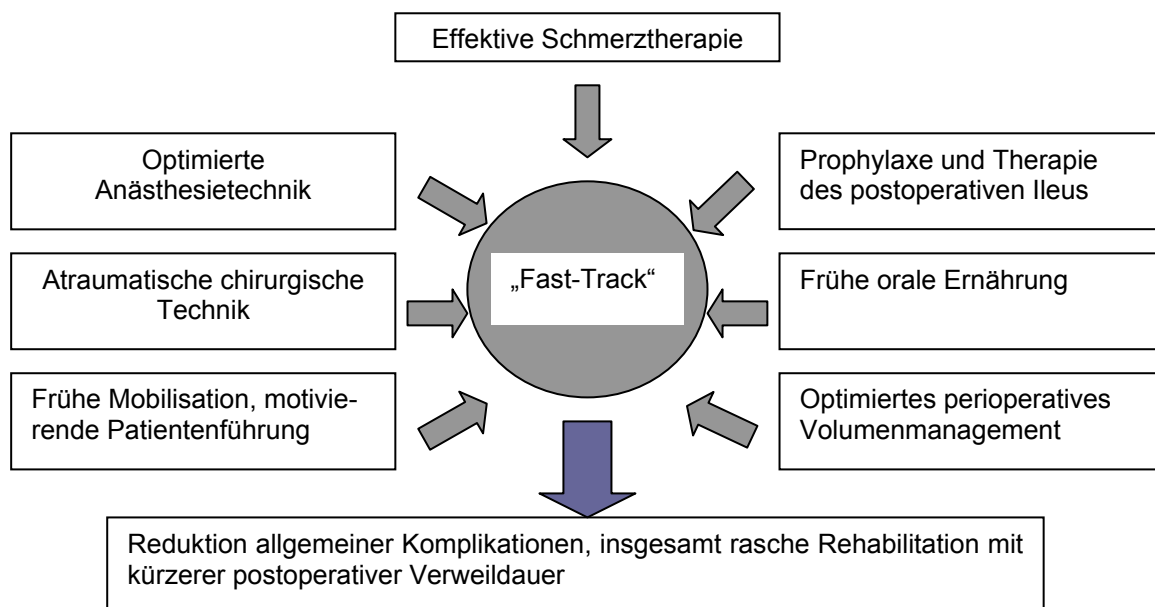 Effektive Schmerztherapie
Optimierte
Anästhesietechnik
Prophylaxe und Therapie
des postoperativen Ileus
Atraumatische chirurgische
Technik
„Fast-Track“
Frühe orale Ernährung
Frühe Mobilisation, motivie-
rende Patientenführung
Optimiertes perioperatives
Volumenmanagement
Reduktion allgemeiner Komplikationen, insgesamt rasche Rehabilitation mit
kürzerer postoperativer Verweildauer